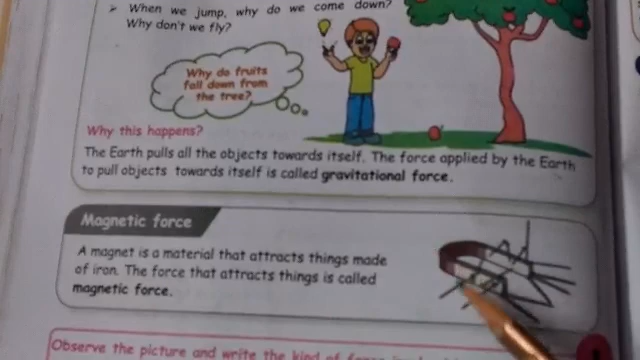 ➢ When we jump, why do we come down?
Why don't we fly?
Why do fruits
fall down from
the tree?
Why this happens?
The Earth pulls all the objects towards itself. The force applied by the Earth
to pull objects towards itself is called gravitational force.
Magnetic force
A magnet is a material that attracts things made
of iron. The force that attracts things is called
magnetic force.
Observe the picture and write the kind of force